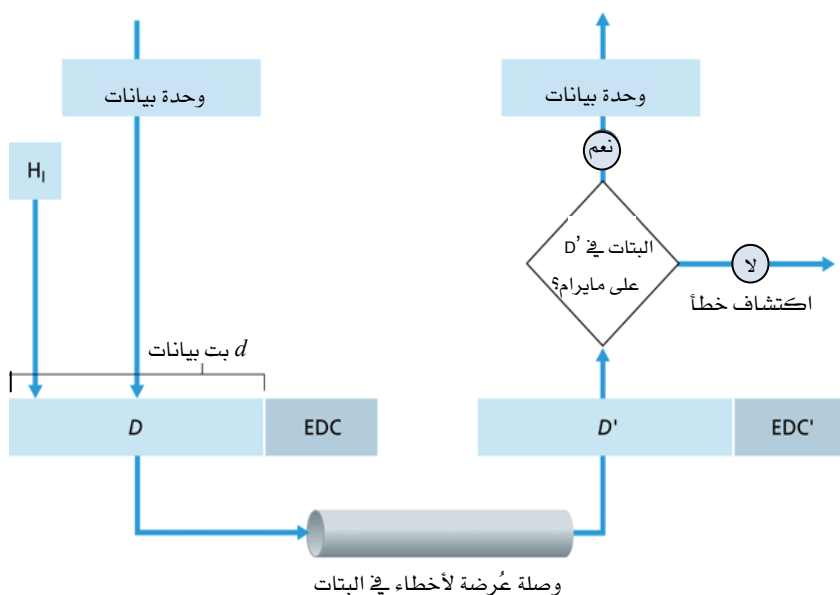 وحدة بيانات
وحدة بيانات
نعم
H₁
البتات في D'
على مايرام؟
لا
اكتشاف خطأ
d بت بيانات
D
EDC
D'
EDC'
وصلة عُرضة لأخطاء في البتات